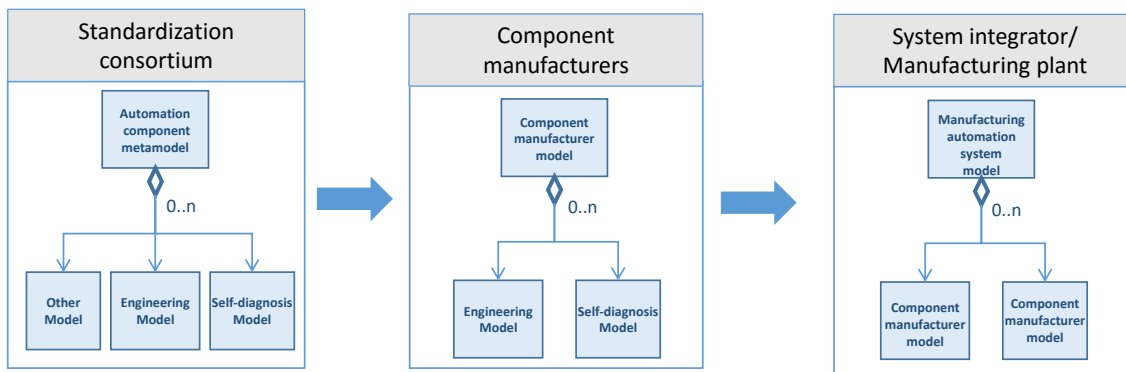 Standardization
consortium
Automation
component
metamodel
0..n
Other
Model
Engineering
Model
Self-diagnosis
Model
Component
manufacturers
Component
manufacturer
model
0..n
Engineering
Model
Self-diagnosis
Model
System integrator/
Manufacturing plant
Manufacturing
automation
system
model
0..n
Component
manufacturer
model
Component
manufacturer
model